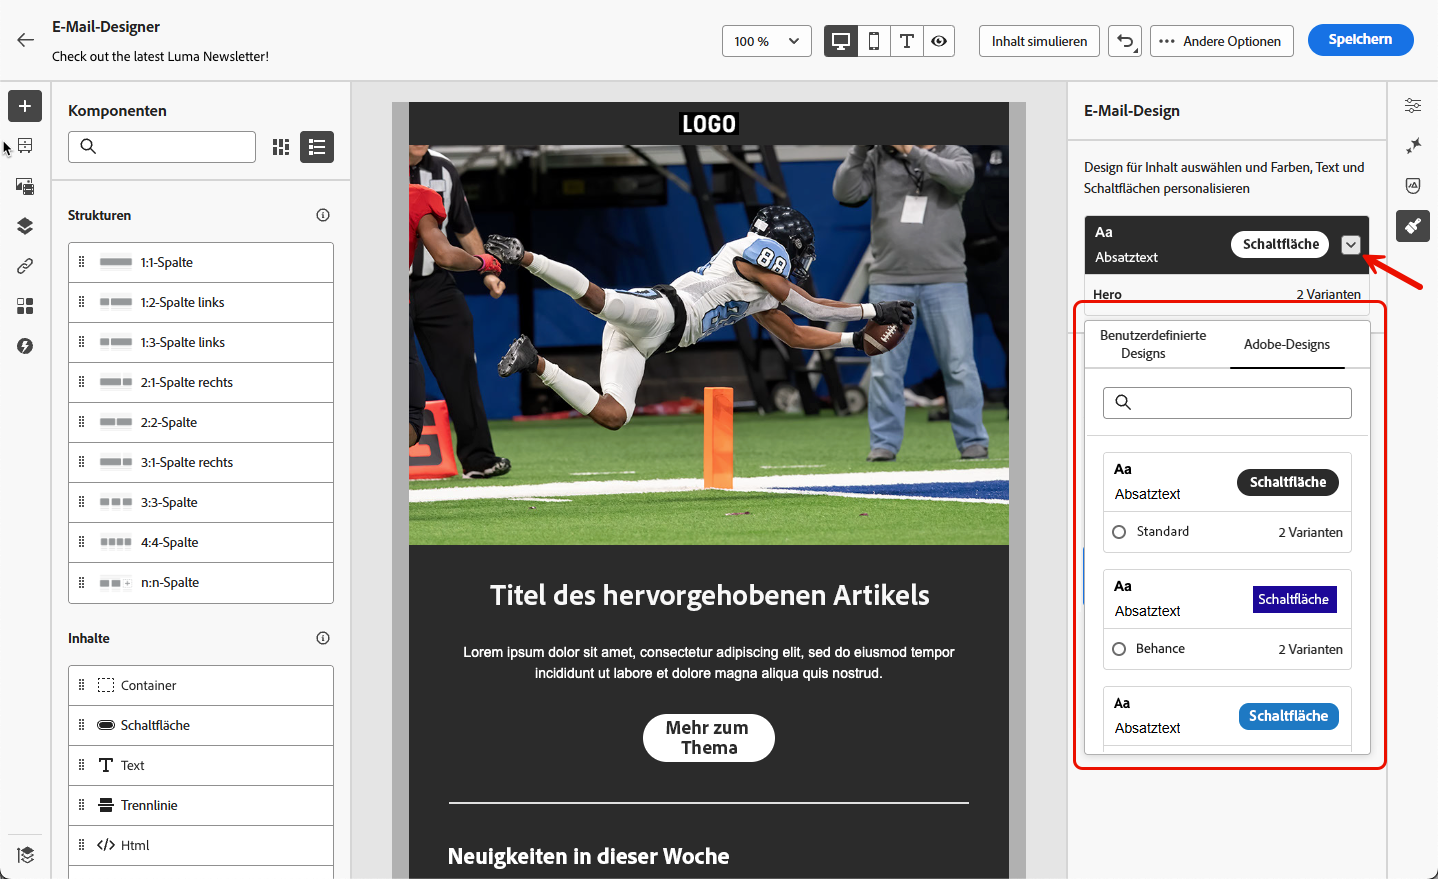 E-Mail-Designer
Check out the latest Luma Newsletter!
100 %
Inhalt simulieren
Andere Optionen
Speichern
Komponenten
Strukturen
1:1-Spalte
1:2-Spalte links
1:3-Spalte links
2:1-Spalte rechts
2:2-Spalte
3:1-Spalte rechts
3:3-Spalte
4:4-Spalte
n:n-Spalte
Inhalte
Container
Schaltfläche
Text
Trennlinie
Html
LOGO
88
88
Titel des hervorgehobenen Artikels
Lorem ipsum dolor sit amet, consectetur adipiscing elit, sed do eiusmod tempor
incididunt ut labore et dolore magna aliqua quis nostrud.
Mehr zum
Thema
Neuigkeiten in dieser Woche
E-Mail-Design
Design für Inhalt auswählen und Farben, Text und
Schaltflächen personalisieren
Aa
Absatztext
Schaltfläche
Hero
2 Varianten
Benutzerdefinierte
Designs
Adobe-Designs
Aa
Absatztext
Schaltfläche
Standard
2 Varianten
Aa
Absatztext
Schaltfläche
Behance
2 Varianten
Aa
Absatztext
Schaltfläche